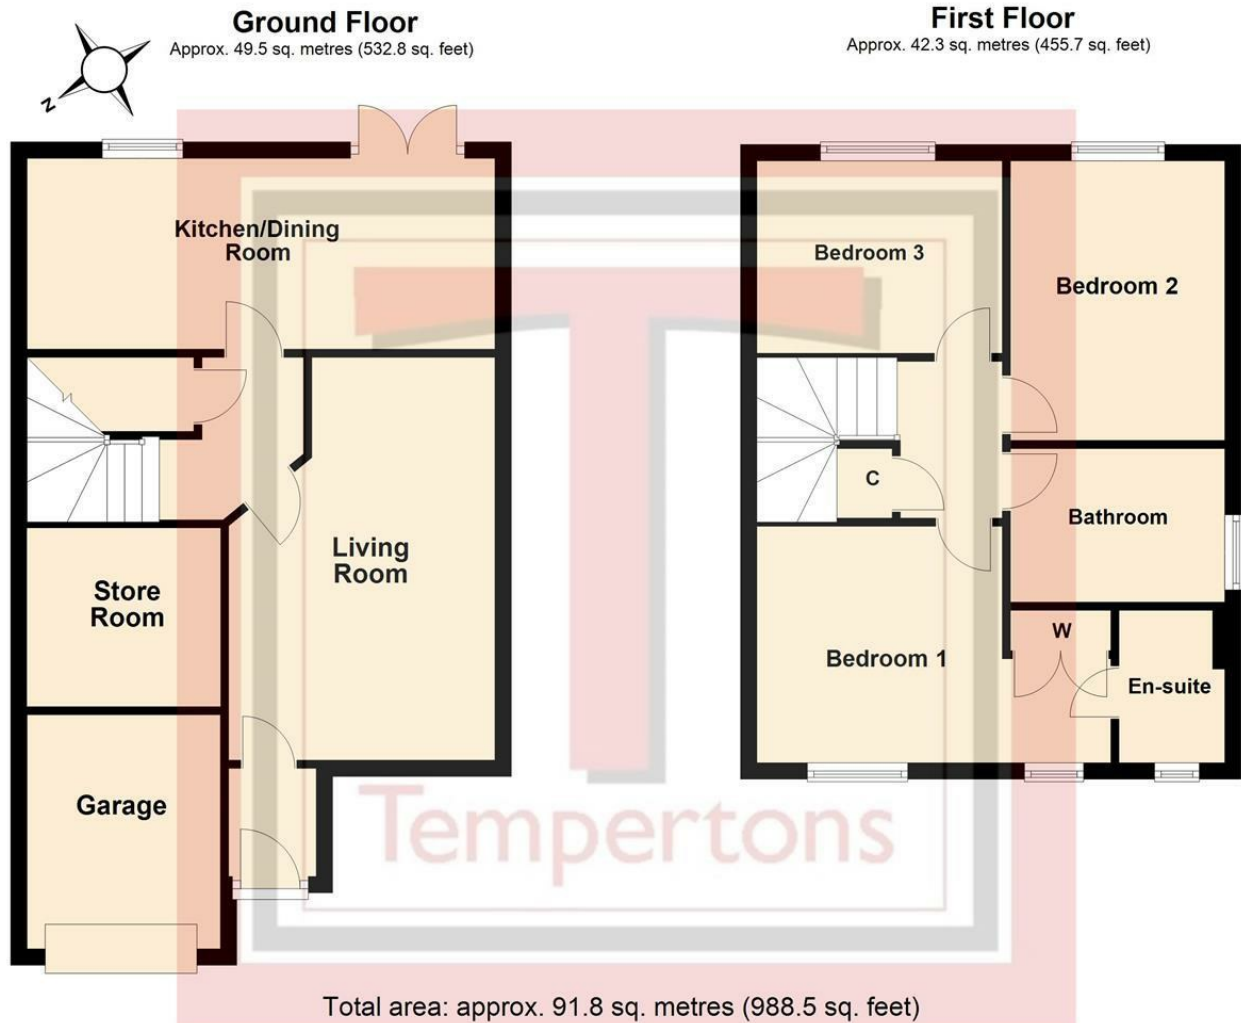 Ground Floor
Approx. 49.5 sq. metres (532.8 sq. feet)
First Floor
Approx. 42.3 sq. metres (455.7 sq. feet)
N
Kitchen/Dining
Room
Living
Room
Store
Room
Garage
Bedroom 3
Bedroom 2
C
Bathroom
Bedroom 1
W
En-suite
T
Tempertons
Total area: approx. 91.8 sq. metres (988.5 sq. feet)